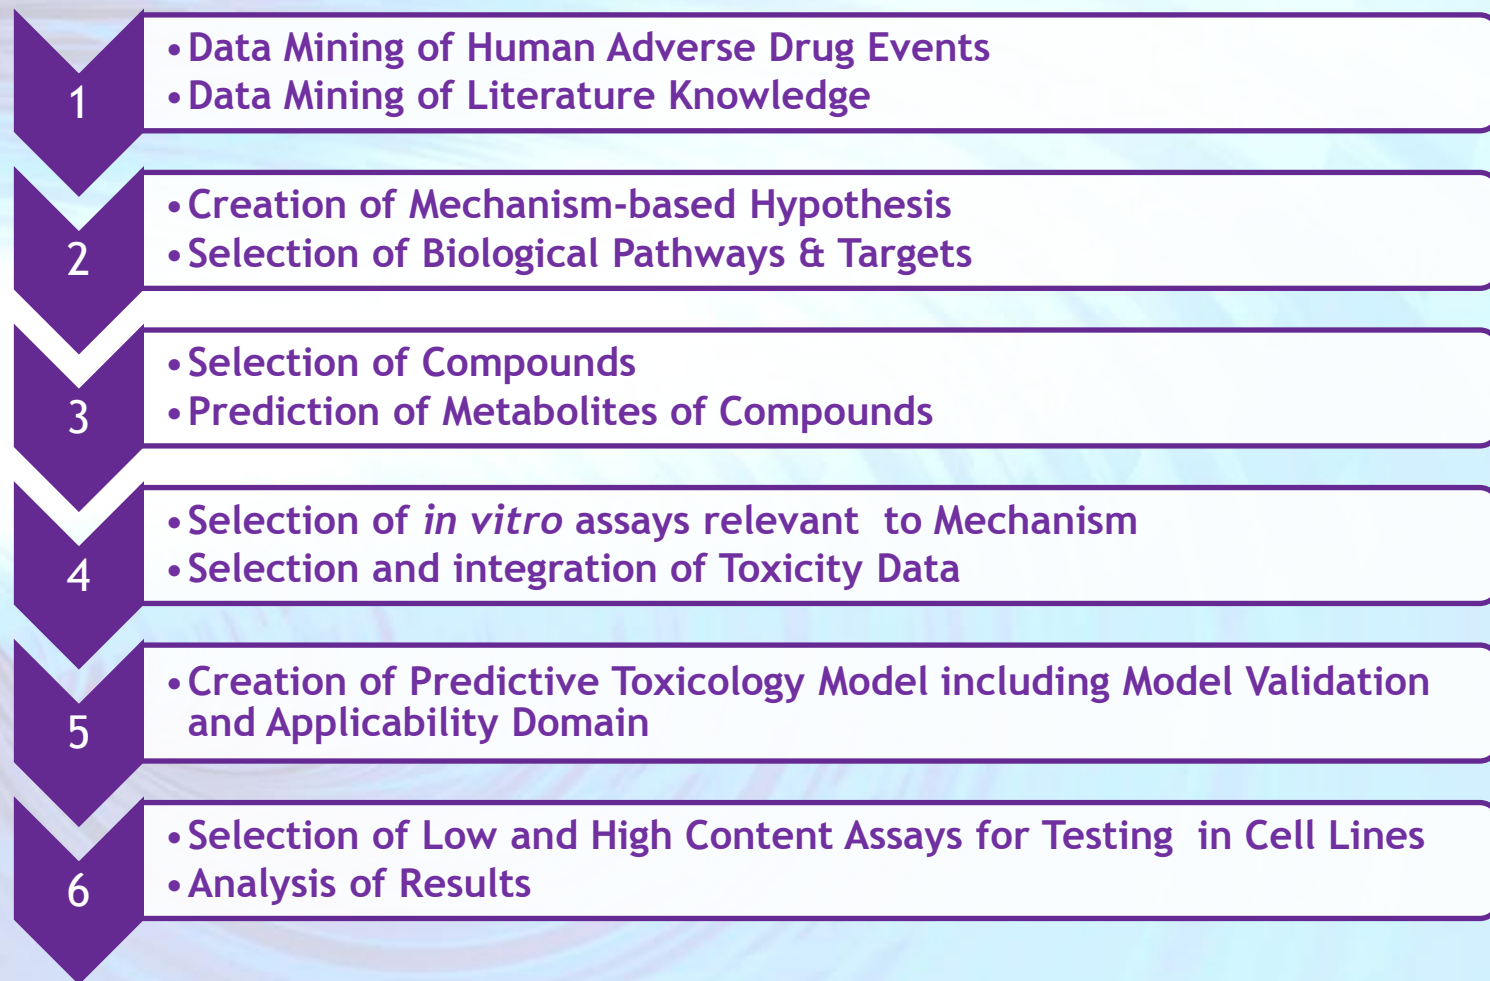 1
•Data Mining of Human Adverse Drug Events
•Data Mining of Literature Knowledge
2
•Creation of Mechanism-based Hypothesis
•Selection of Biological Pathways & Targets
3
•Selection of Compounds
•Prediction of Metabolites of Compounds
4
•Selection of in vitro assays relevant  to Mechanism
•Selection and integration of Toxicity Data
5
•Creation of Predictive Toxicology Model including Model Validation
and Applicability Domain
6
•Selection of Low and High Content Assays for Testing  in Cell Lines
•Analysis of Results